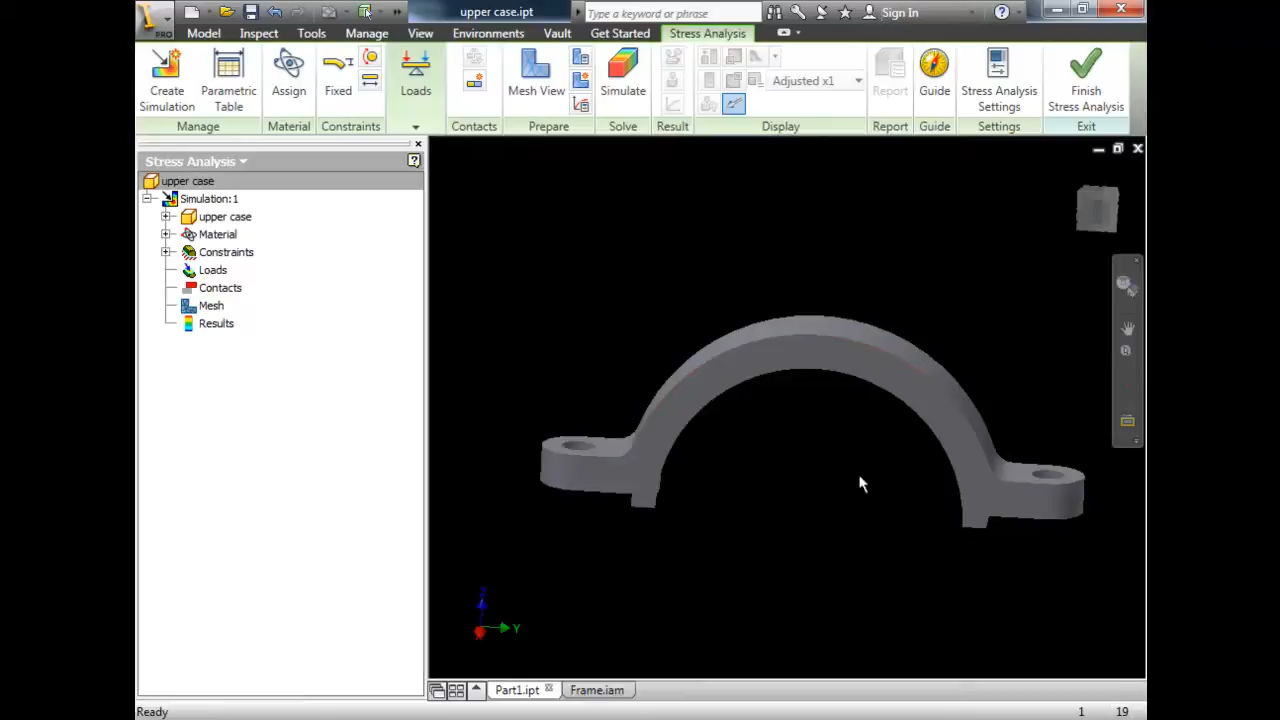 upper case.ipt
Type a keyword or phrase
Sign In
PRO
Model Inspect Tools Manage View Environments Vault Get Started Stress Analysis
Create Simulation
Parametric Table
Assign
Fixed
Loads
Mesh View
Simulate
Adjusted x1
Report
Guide
Stress Analysis Settings
Finish Stress Analysis
Manage Material Constraints Contacts Prepare Solve Result Display Report Guide Settings Exit
Stress Analysis
upper case
Simulation:1
upper case
Material
Constraints
Loads
Contacts
Mesh
Results
Z
Y
Part1.ipt Frame.iam
Ready 1 19